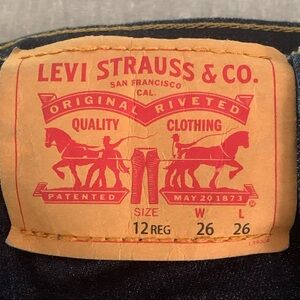 LEVI STRAUSS & CO.
SAN FRANCISCO
CAL.
ORIGINAL RIVETED
QUALITY CLOTHING
PATENTED MAY 20 1873
SIZE W L
12 REG 26 26